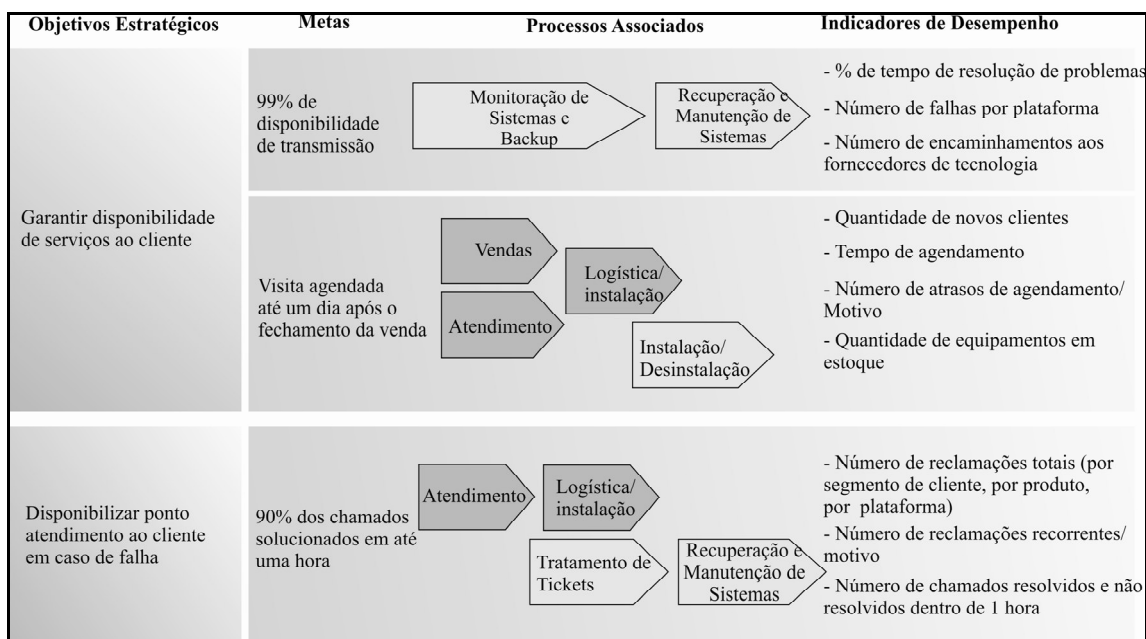 Objetivos Estratégicos
Metas
Processos Associados
Indicadores de Desempenho
Garantir disponibilidade
de serviços ao cliente
99% de
disponibilidade
de transmissão
Monitoração de
Sistemas e
Backup
Recuperação e
Manutenção de
Sistemas
- % de tempo de resolução de problemas
- Número de falhas por plataforma
- Número de encaminhamentos aos
fornecedores de tecnologia
Visita agendada
até um dia após o
fechamento da venda
Vendas
Atendimento
Logística/
instalação
Instalação/
Desinstalação
- Quantidade de novos clientes
- Tempo de agendamento
- Número de atrasos de agendamento/
Motivo
- Quantidade de equipamentos em
estoque
Disponibilizar ponto
atendimento ao cliente
em caso de falha
90% dos chamados
solucionados em até
uma hora
Atendimento
Logística/
instalação
Tratamento de
Tickets
Recuperação e
Manutenção de
Sistemas
- Número de reclamações totais (por
segmento de cliente, por produto,
por plataforma)
- Número de reclamações recorrentes/
motivo
- Número de chamados resolvidos e não
resolvidos dentro de 1 hora